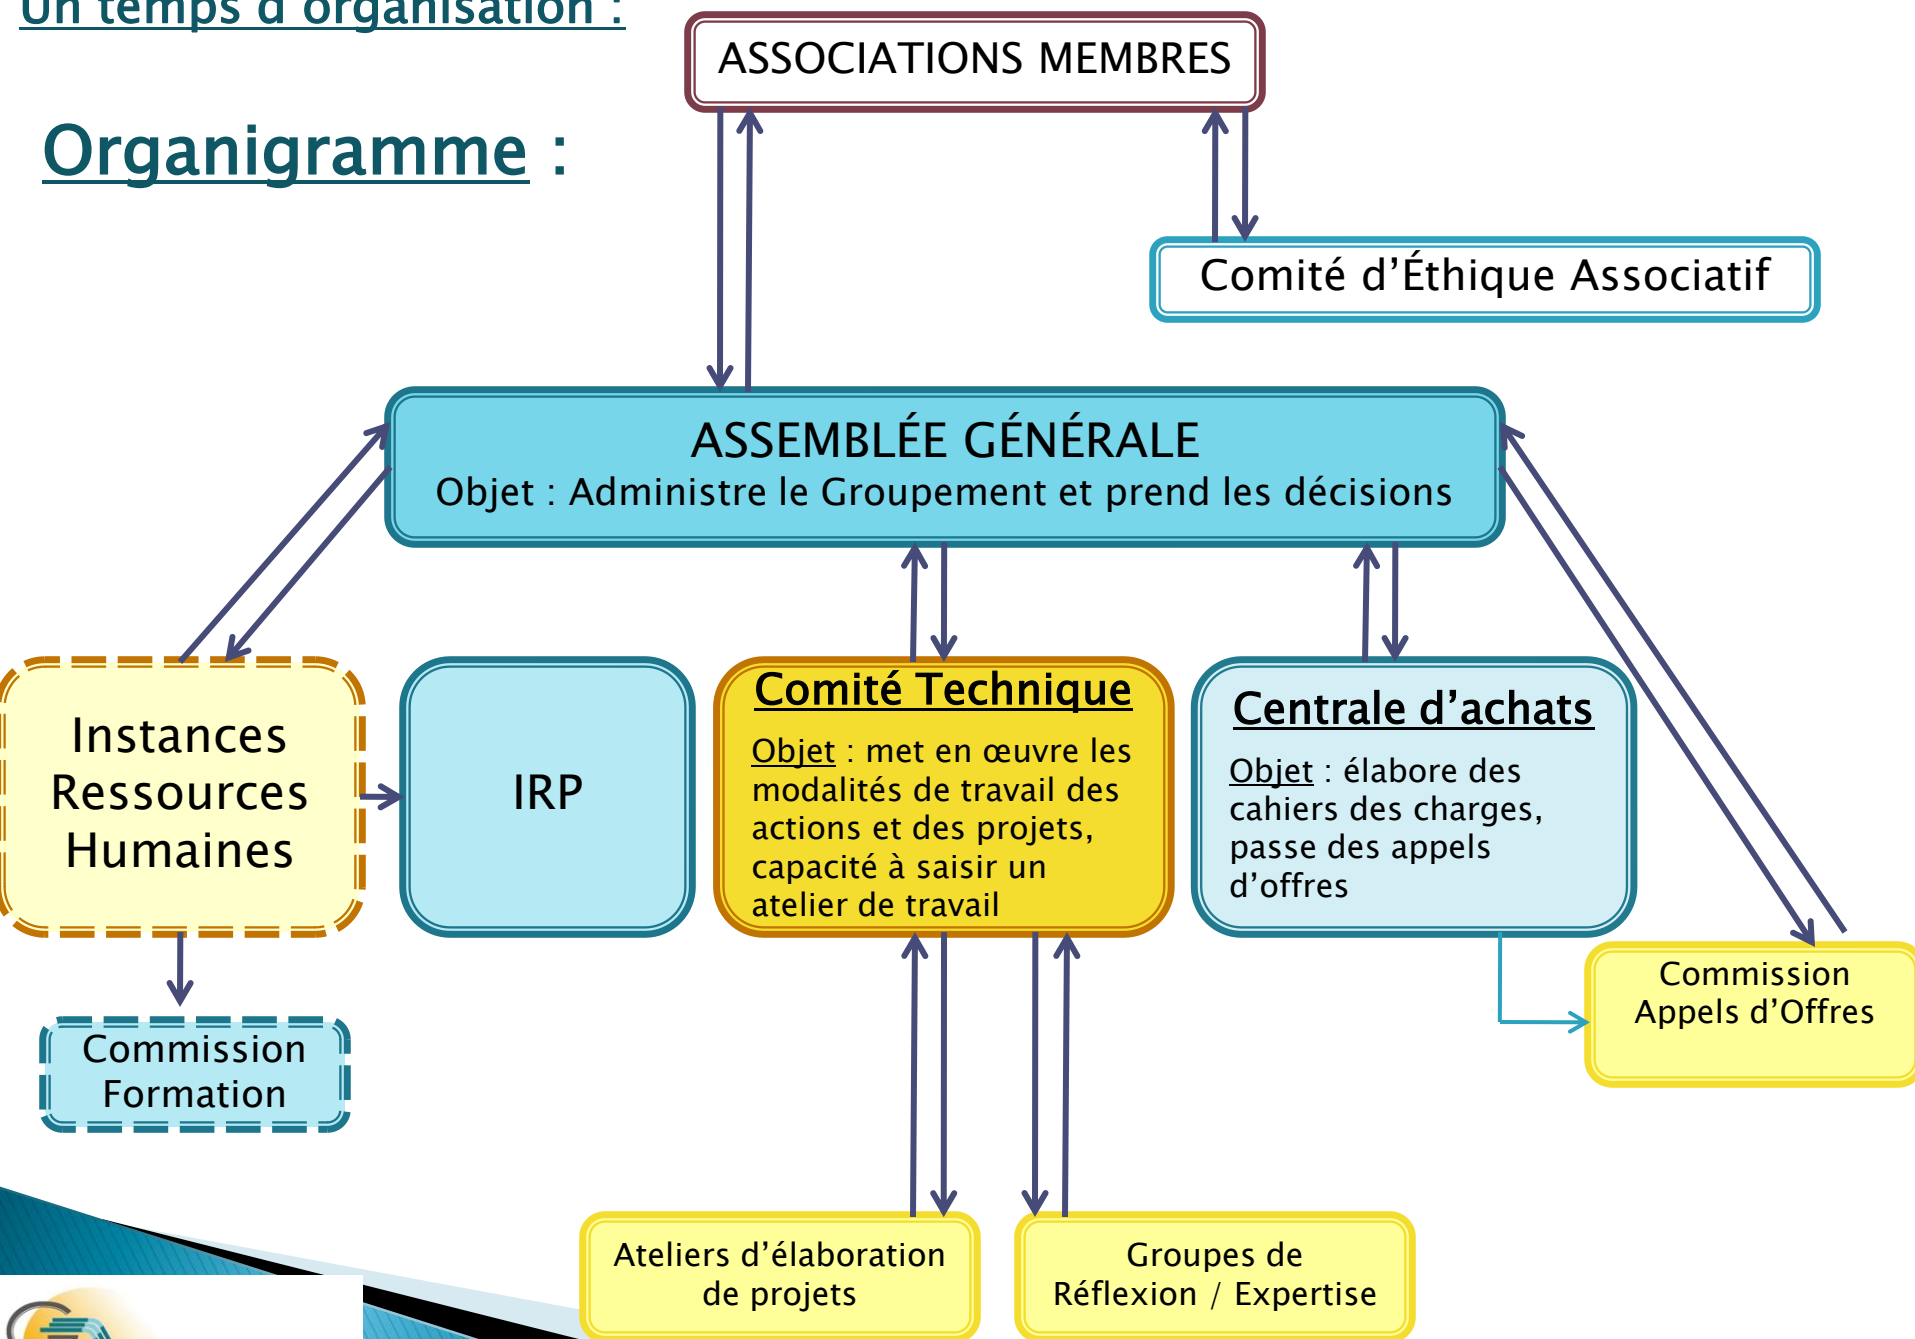 Un temps d'organisation :
Organigramme :
ASSOCIATIONS MEMBRES
Comité d’Éthique Associatif
ASSEMBLÉE GÉNÉRALE
Objet : Administre le Groupement et prend les décisions
Instances
Ressources
Humaines
IRP
Comité Technique
Objet : met en œuvre les
modalités de travail des
actions et des projets,
capacité à saisir un
atelier de travail
Centrale d’achats
Objet : élabore des
cahiers des charges,
passe des appels
d’offres
Commission
Appels d’Offres
Commission
Formation
Ateliers d’élaboration
de projets
Groupes de
Réflexion / Expertise